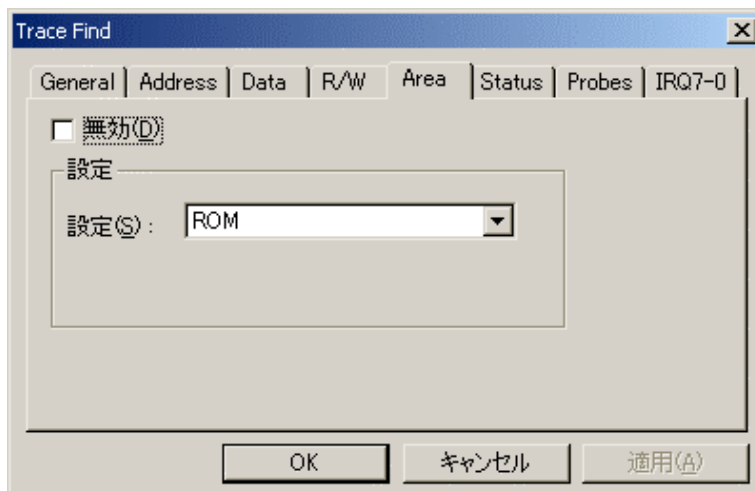 Trace Find
General Address Data R/W Area Status Probes IRQ7-0
無効(D)
設定
設定(S) : ROM
OK キャンセル 適用(A)